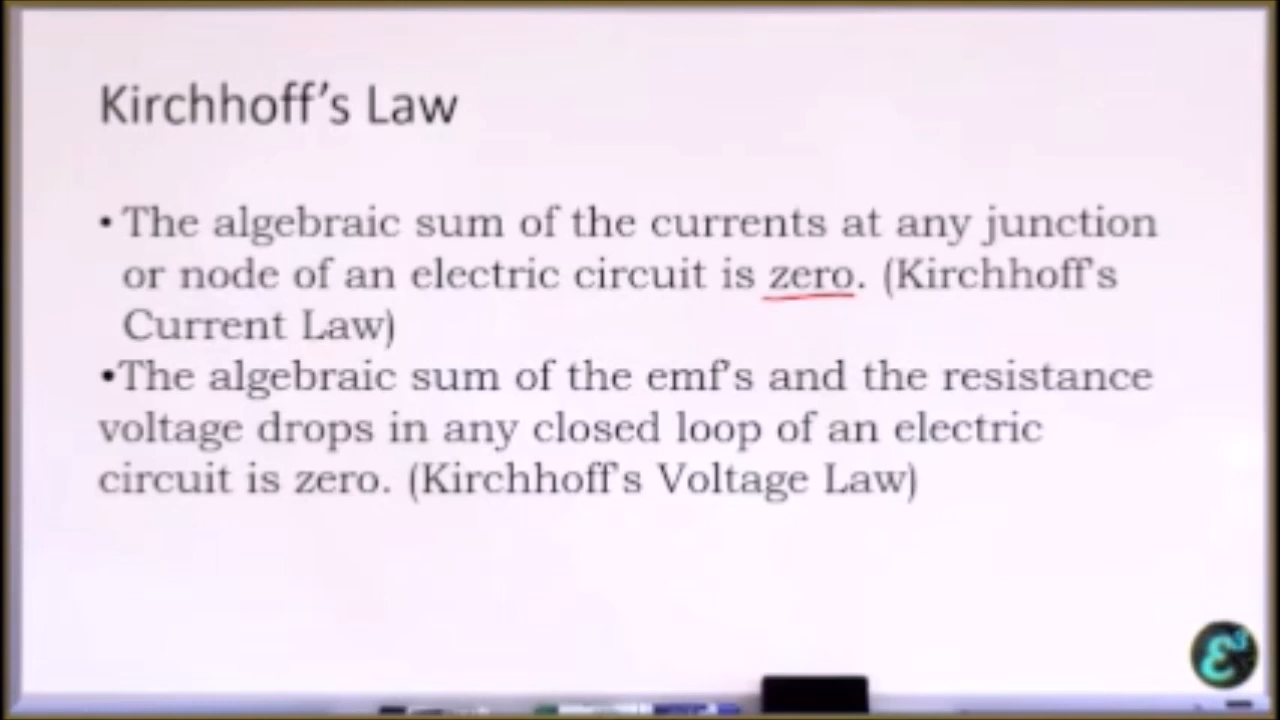 Kirchhoff's Law
• The algebraic sum of the currents at any junction
or node of an electric circuit is zero. (Kirchhoff's
Current Law)
•The algebraic sum of the emf's and the resistance
voltage drops in any closed loop of an electric
circuit is zero. (Kirchhoff's Voltage Law)